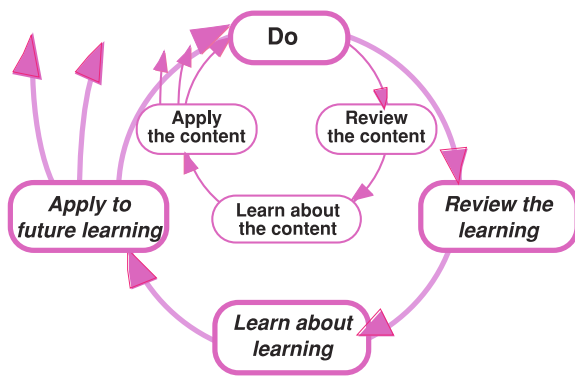 Do
Apply
the content
Review
the content
Learn about
the content
Apply to
future learning
Review the
learning
Learn about
learning